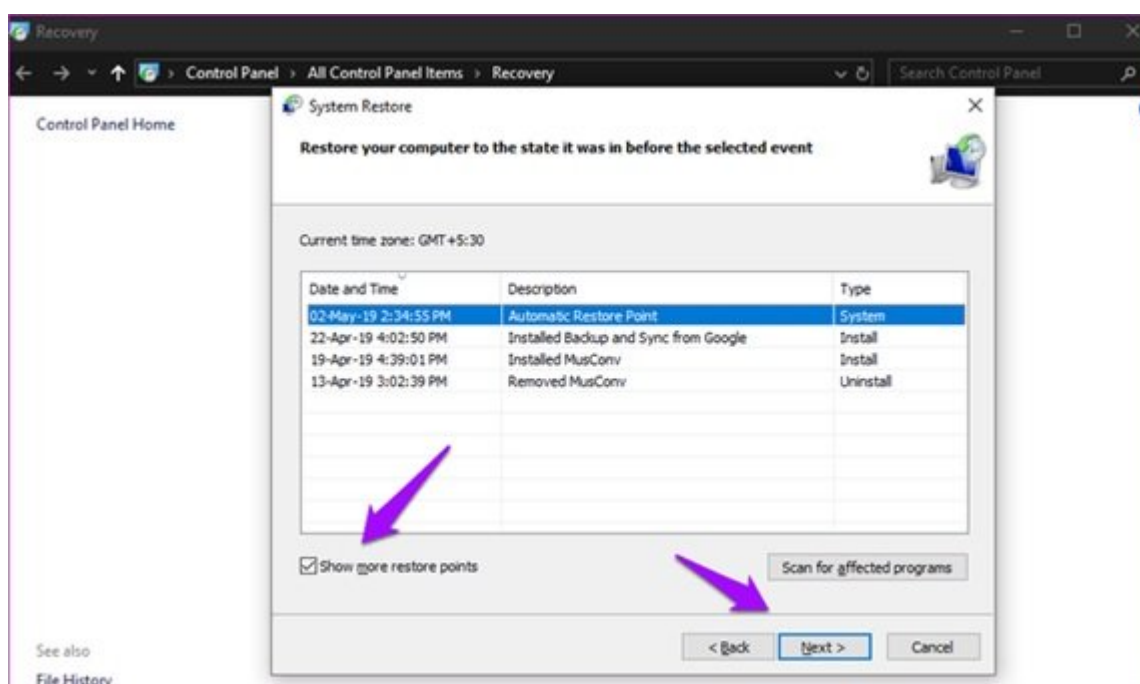 Recovery
Control Panel > All Control Panel Items > Recovery
Search Control Panel
Control Panel Home
System Restore
Restore your computer to the state it was in before the selected event
Current time zone: GMT+5:30
Date and Time Description Type
02-May-19 2:34:55 PM Automatic Restore Point System
22-Apr-19 4:02:50 PM Installed Backup and Sync from Google Install
19-Apr-19 4:39:01 PM Installed MusConv Install
13-Apr-19 3:02:39 PM Removed MusConv Uninstall
Show more restore points
Scan for affected programs
< Back Next > Cancel
See also
File History